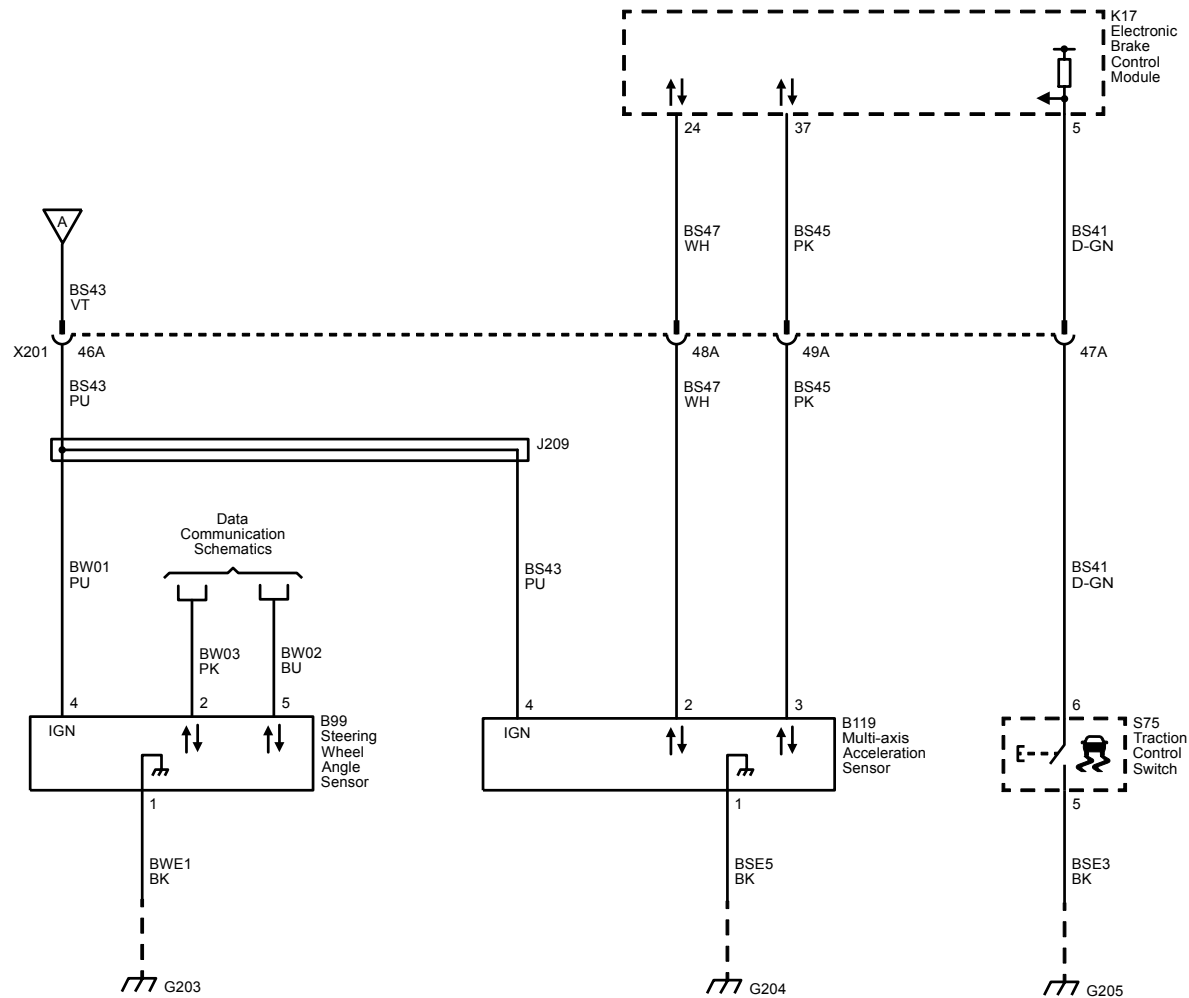 K17
Electronic
Brake
Control
Module
24
37
5
A
BS47
WH
BS45
PK
BS41
D-GN
BS43
VT
X201
46A
48A
49A
47A
BS43
PU
BS47
WH
BS45
PK
J209
Data
Communication
Schematics
BW01
PU
BS43
PU
BS41
D-GN
BW03
PK
BW02
BU
4
2
5
4
2
3
6
IGN
B99
Steering
Wheel
Angle
Sensor
IGN
B119
Multi-axis
Acceleration
Sensor
S75
Traction
Control
Switch
1
1
5
BWE1
BK
BSE5
BK
BSE3
BK
G203
G204
G205